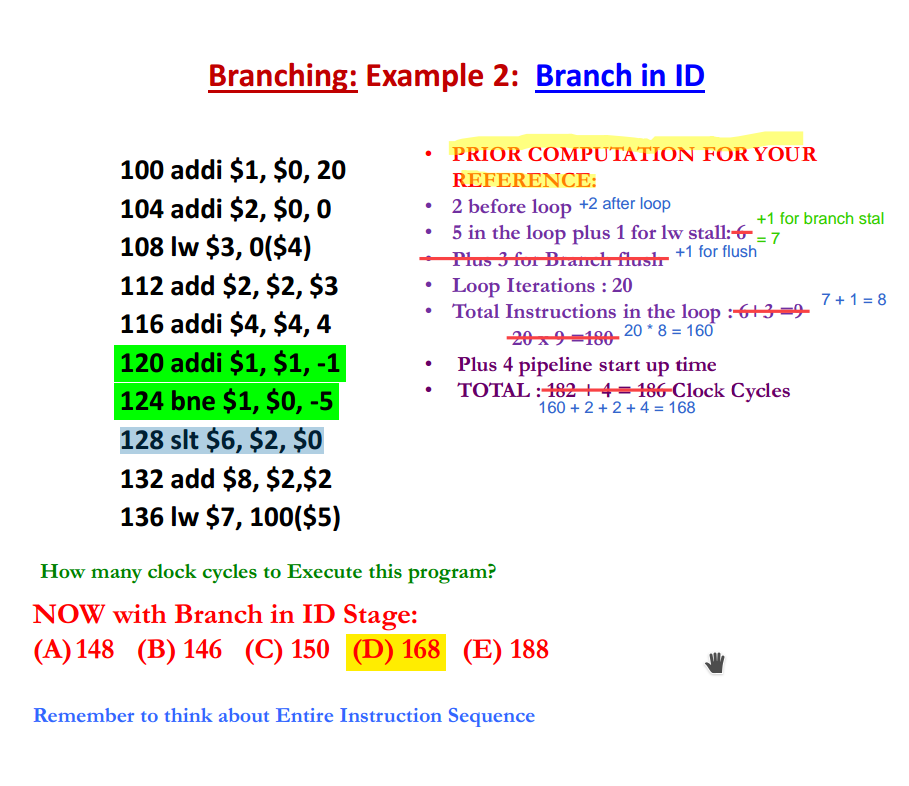 Branching: Example 2: Branch in ID
100 addi $1, $0, 20
104 addi $2, $0, 0
108 lw $3, 0($4)
112 add $2, $2, $3
116 addi $4, $4, 4
120 addi $1, $1, -1
124 bne $1, $0, -5
128 slt $6, $2, $0
132 add $8, $2,$2
136 lw $7, 100($5)
• PRIOR COMPUTATION FOR YOUR
REFERENCE:
• 2 before loop +2 after loop
• 5 in the loop plus 1 for lw stall: 6 +1 for branch stal
= 7
• Plus 3 for Branch flush +1 for flush
• Loop Iterations : 20
• Total Instructions in the loop : 6+3 =9 7 + 1 = 8
20 x 9 =180 20 * 8 = 160
• Plus 4 pipeline start up time
• TOTAL : 182 + 4 = 186 Clock Cycles
160 + 2 + 2 + 4 = 168
How many clock cycles to Execute this program?
NOW with Branch in ID Stage:
(A) 148 (B) 146 (C) 150 (D) 168 (E) 188
Remember to think about Entire Instruction Sequence